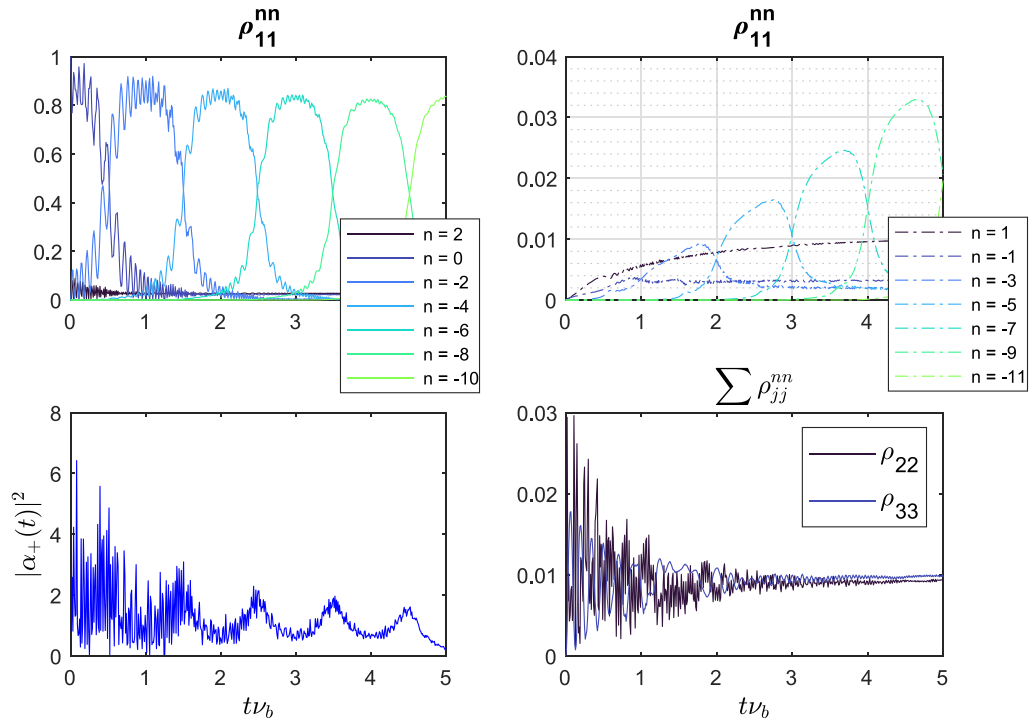 ρ₁₁ⁿⁿ
1
0.8
0.6
0.4
0.2
0
0 1 2 3
n = 2
n = 0
n = -2
n = -4
n = -6
n = -8
n = -10
ρ₁₁ⁿⁿ
0.04
0.03
0.02
0.01
0
0 1 2 3 4
n = 1
n = -1
n = -3
n = -5
n = -7
n = -9
n = -11
|α₊(t)|²
8
6
4
2
0
0 1 2 3 4 5
tν_b
∑ ρⱼⱼⁿⁿ
0.03
0.02
0.01
0
0 1 2 3 4 5
ρ₂₂
ρ₃₃
tν_b